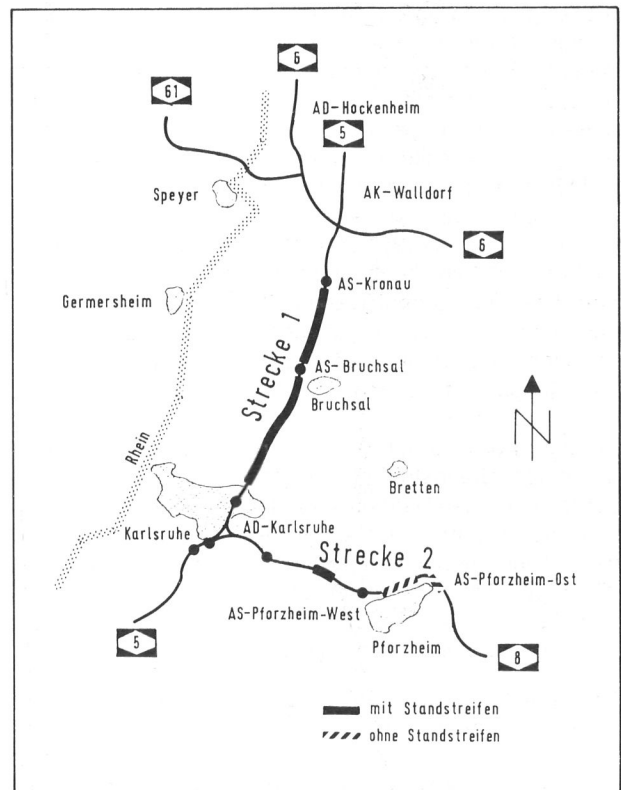 6
61
AD-Hockenheim
5
Speyer
AK-Walldorf
6
AS-Kronau
Germersheim
Strecke 1
AS-Bruchsal
Bruchsal
N
Rhein
Bretten
Karlsruhe
AD-Karlsruhe
Strecke 2
AS-Pforzheim-Ost
AS-Pforzheim-West
5
Pforzheim
8
mit Standstreifen
ohne Standstreifen